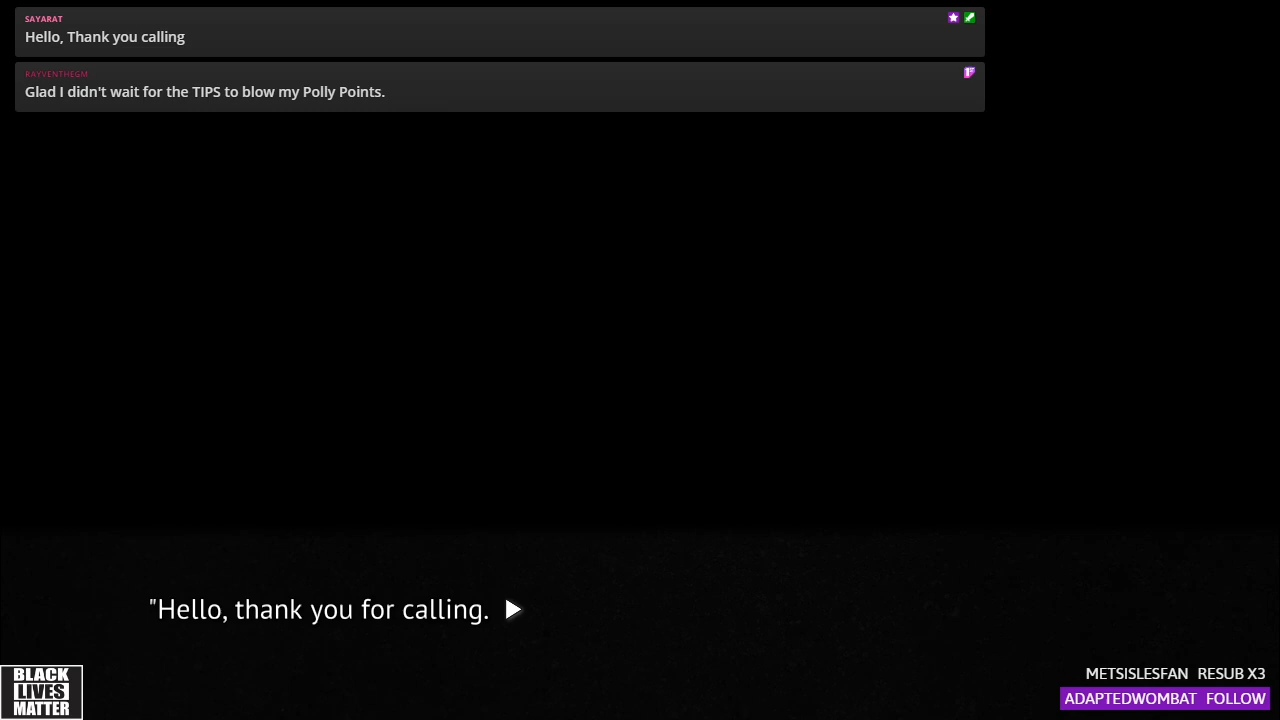 SAYARAT
Hello, Thank you calling
RAYVENTHEGM
Glad I didn't wait for the TIPS to blow my Polly Points.
"Hello, thank you for calling.
BLACK
LIVES
MATTER
METSISLESFAN RESUB X3
ADAPTEDWOMBAT FOLLOW